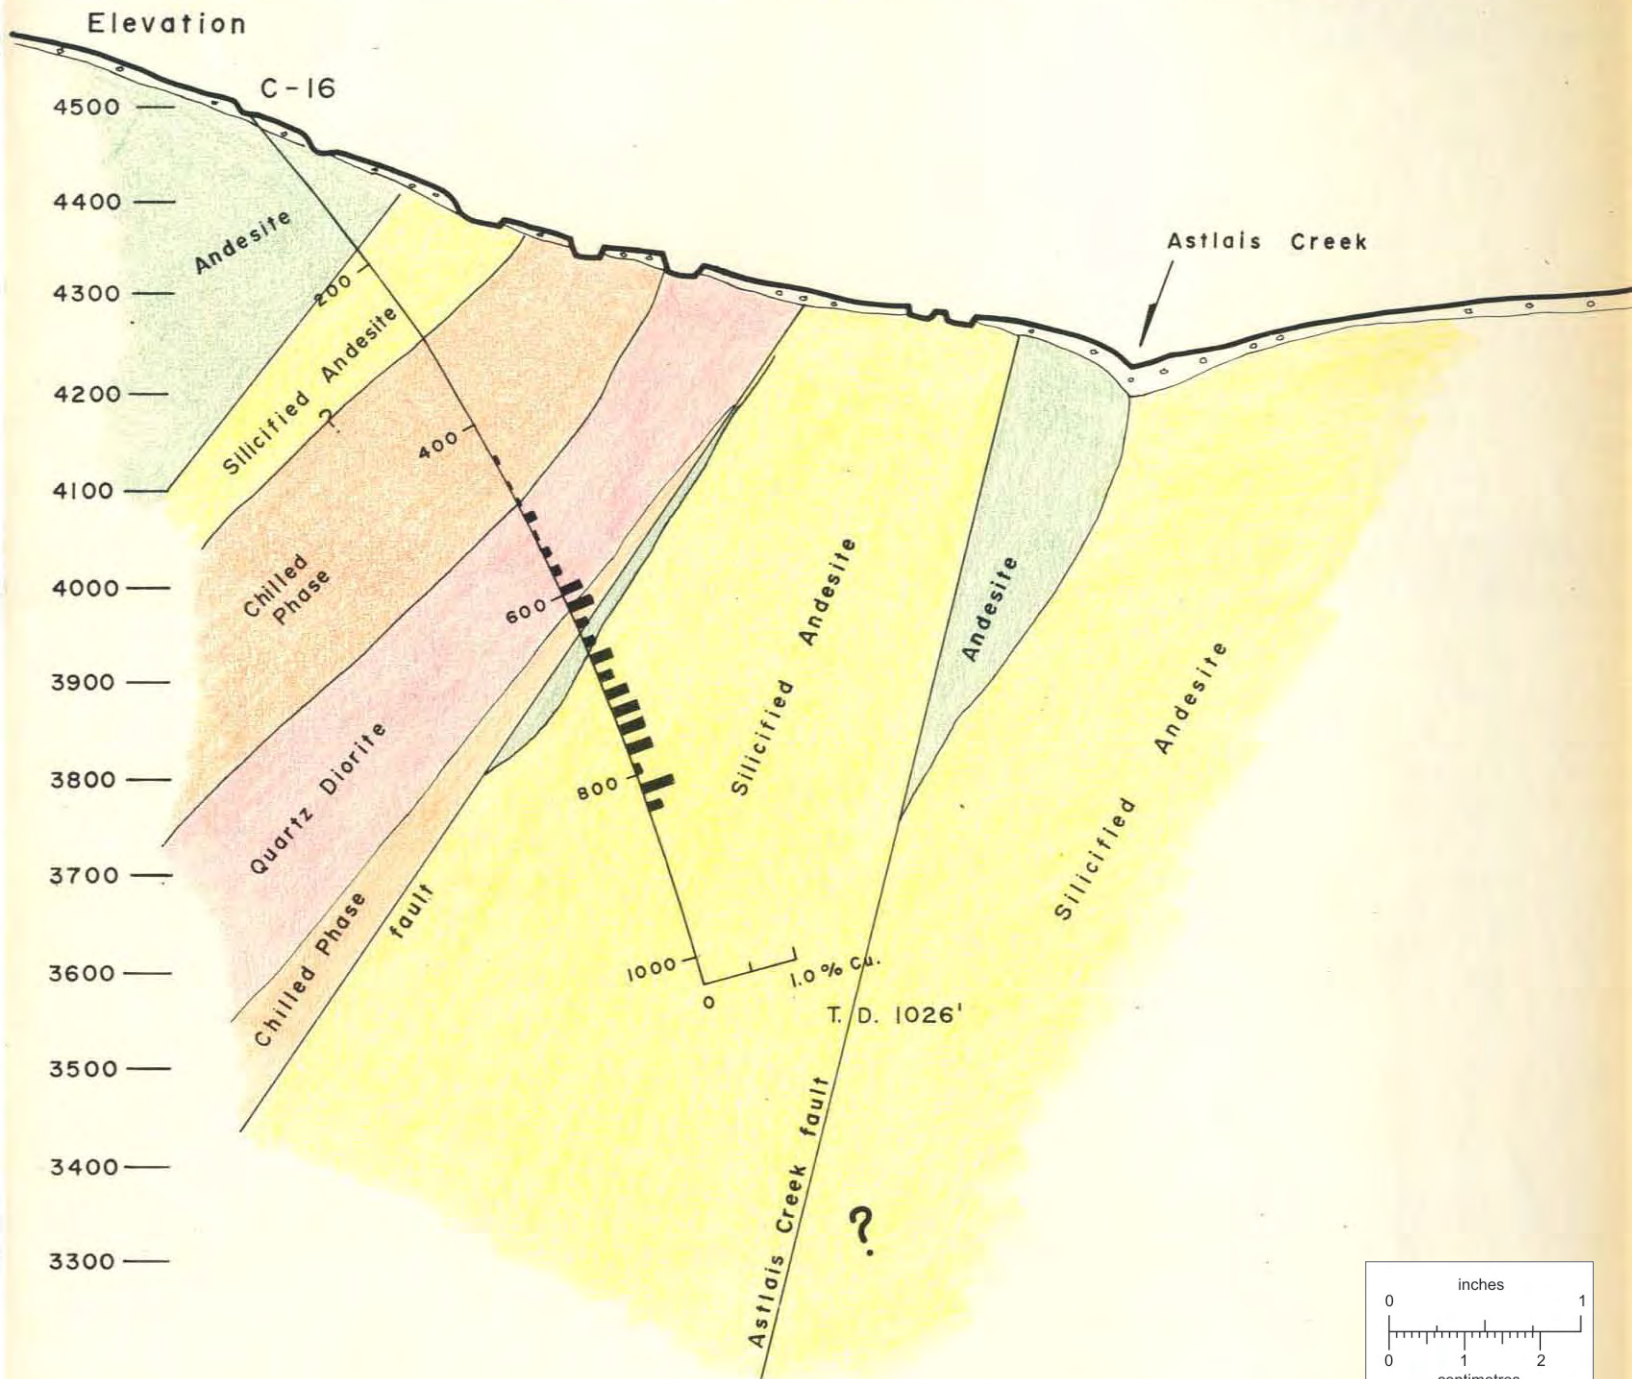 Elevation
C-16
4500
4400
4300
4200
4100
4000
3900
3800
3700
3600
3500
3400
3300
Andesite
200
Silicified Andesite
?
400
Astlais Creek
Chilled
Phase
600
Quartz Diorite
800
Silicified Andesite
Andesite
Silicified Andesite
Chilled Phase
fault
1000
0
1.0 % Cu.
T. D. 1026'
Astlais Creek fault
?
inches
0 1
0 1 2
centimetres